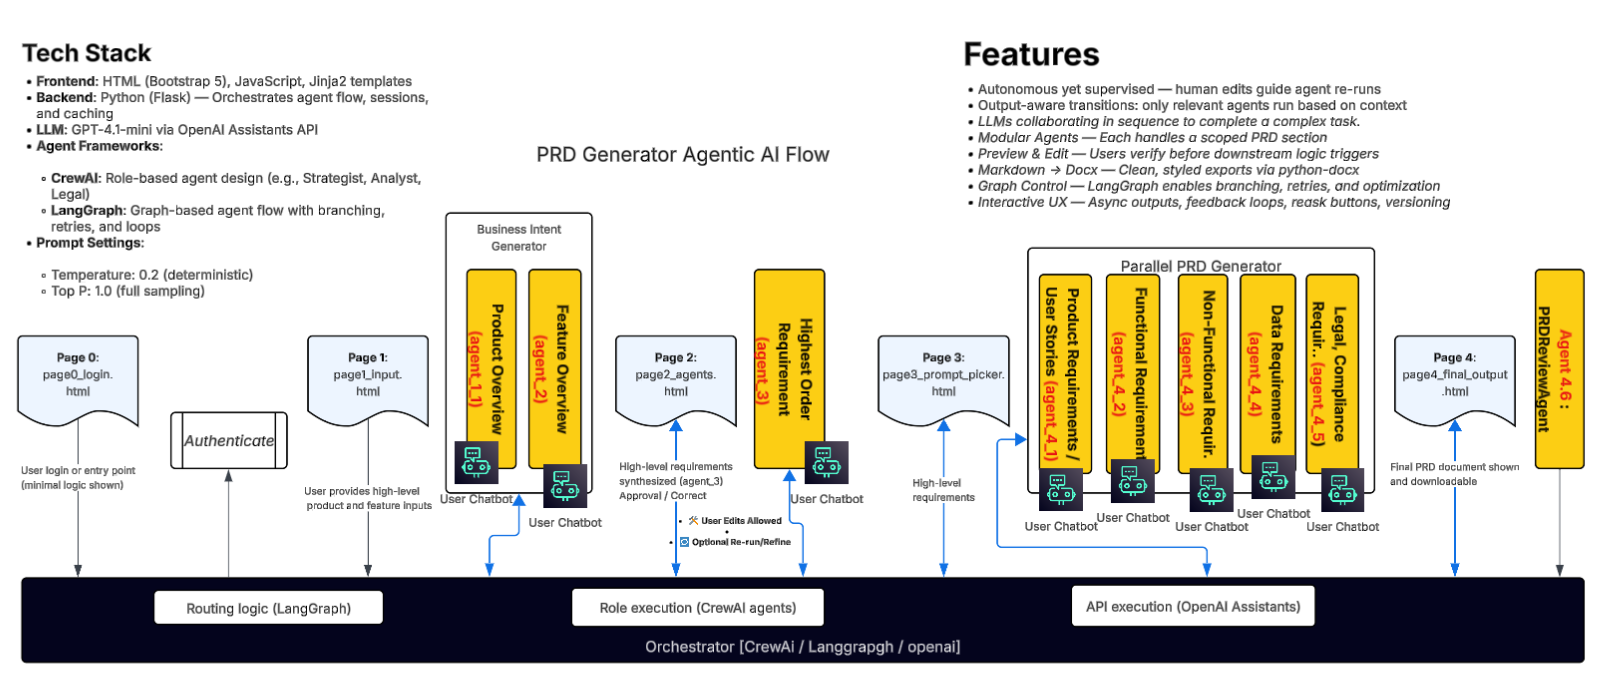 Tech Stack
• Frontend: HTML (Bootstrap 5), JavaScript, Jinja2 templates
• Backend: Python (Flask) — Orchestrates agent flow, sessions,
and caching
• LLM: GPT-4.1-mini via OpenAI Assistants API
• Agent Frameworks:
◦ CrewAI: Role-based agent design (e.g., Strategist, Analyst,
Legal)
◦ LangGraph: Graph-based agent flow with branching,
retries, and loops
• Prompt Settings:
◦ Temperature: 0.2 (deterministic)
◦ Top P: 1.0 (full sampling)
PRD Generator Agentic AI Flow
Features
• Autonomous yet supervised — human edits guide agent re-runs
• Output-aware transitions: only relevant agents run based on context
• LLMs collaborating in sequence to complete a complex task.
• Modular Agents — Each handles a scoped PRD section
• Preview & Edit — Users verify before downstream logic triggers
• Markdown → Docx — Clean, styled exports via python-docx
• Graph Control — LangGraph enables branching, retries, and optimization
• Interactive UX — Async outputs, feedback loops, reask buttons, versioning
Page 0:
page0_login.
html
User login or entry point
(minimal logic shown)
Authenticate
Page 1:
page1_input.
html
User provides high-level
product and feature inputs
Business Intent
Generator
Product Overview
(agent_1_1)
Feature Overview
(agent_2)
User Chatbot
User Chatbot
Page 2:
page2_agents.
html
High-level requirements
synthesized (agent_3)
Approval / Correct
• 🛠 User Edits Allowed
•
• 🔄 Optional Re-run/Refine
Highest Order
Requirement
(agent_3)
User Chatbot
Page 3:
page3_prompt_picker.
html
High-level
requirements
Parallel PRD Generator
Product Requirements /
User Stories (agent_4_1)
Functional Requirement
(agent_4_2)
Non-Functional Requir.
(agent_4_3)
Data Requirements
(agent_4_4)
Legal, Compliance
Requir.. (agent_4_5)
User Chatbot
User Chatbot
User Chatbot
User Chatbot
User Chatbot
Page 4:
page4_final_output
.html
Final PRD document shown
and downloadable
Agent 4.6 :
PRDReviewAgent
Routing logic (LangGraph)
Role execution (CrewAI agents)
API execution (OpenAI Assistants)
Orchestrator [CrewAi / Langgrapgh / openai]